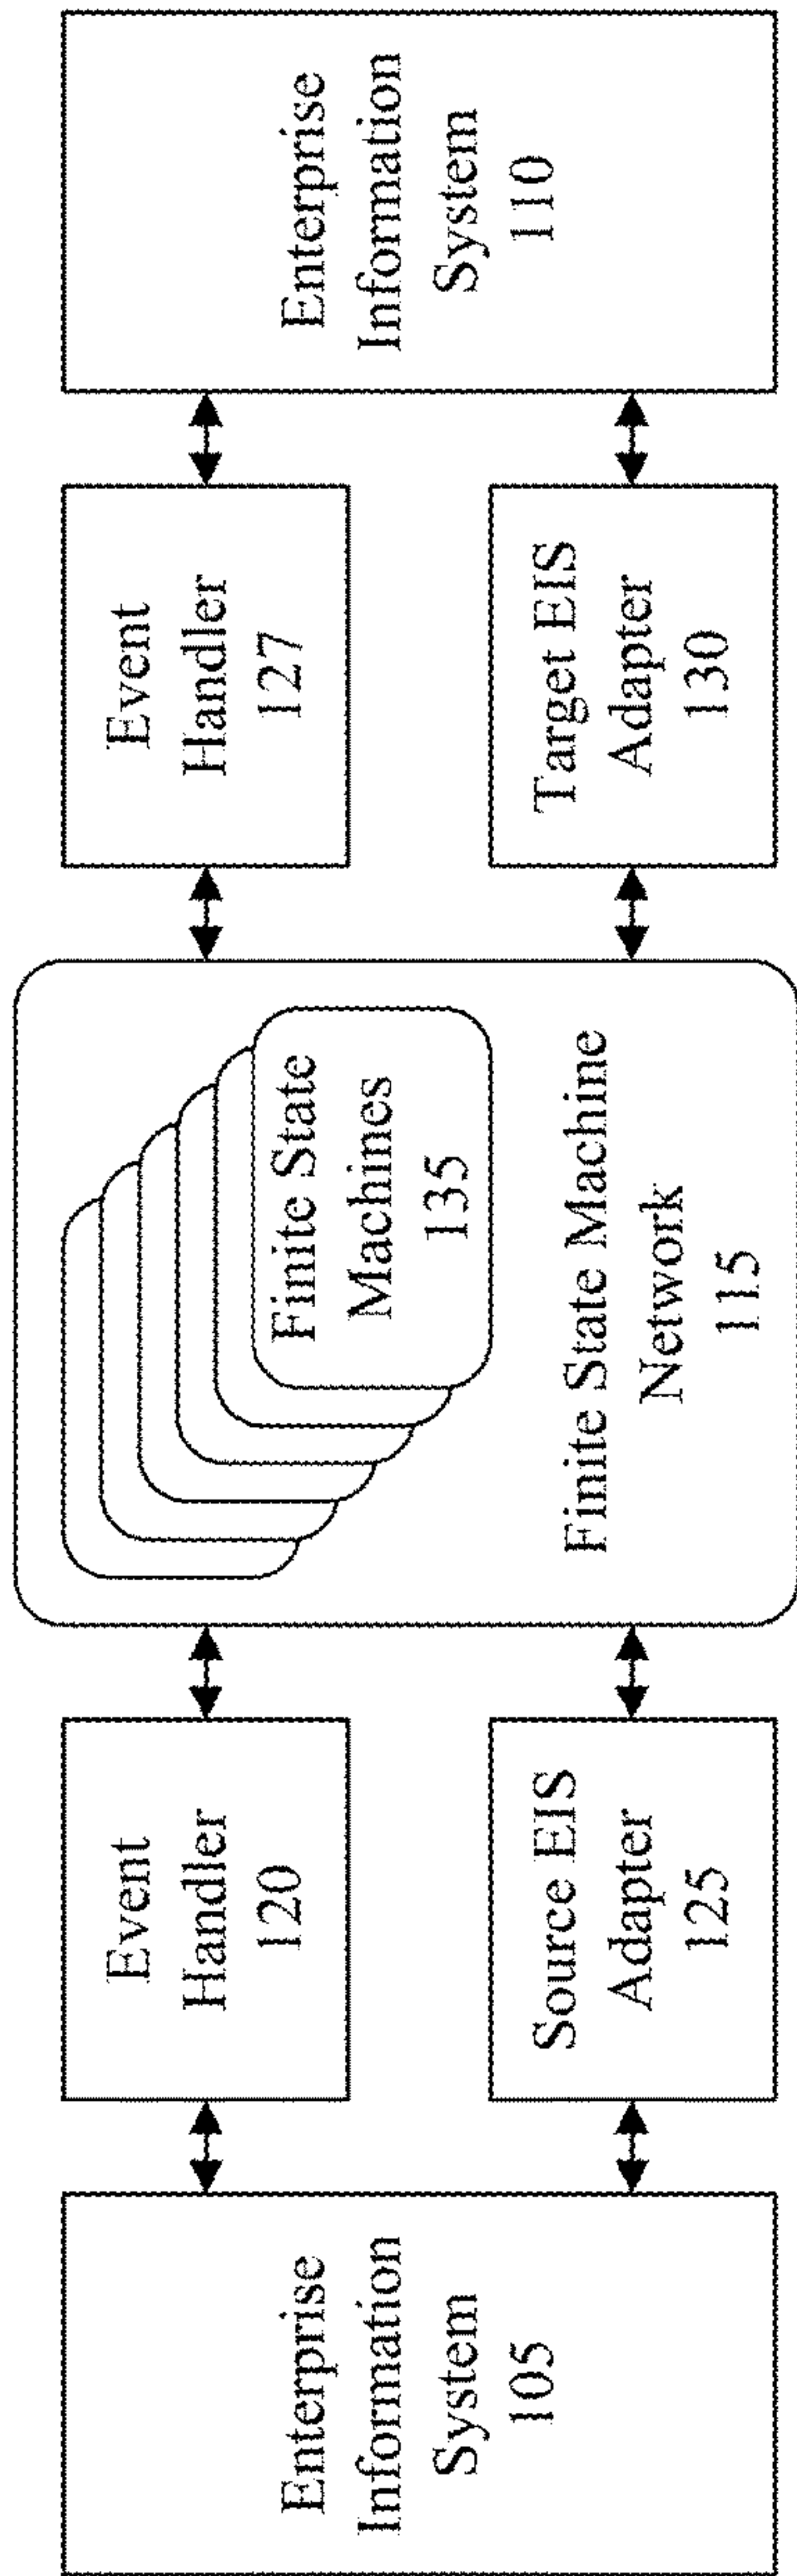 Enterprise
Information
System
105
Event
Handler
120
Source EIS
Adapter
125
Finite State
Machines
135
Finite State Machine
Network
115
Event
Handler
127
Target EIS
Adapter
130
Enterprise
Information
System
110